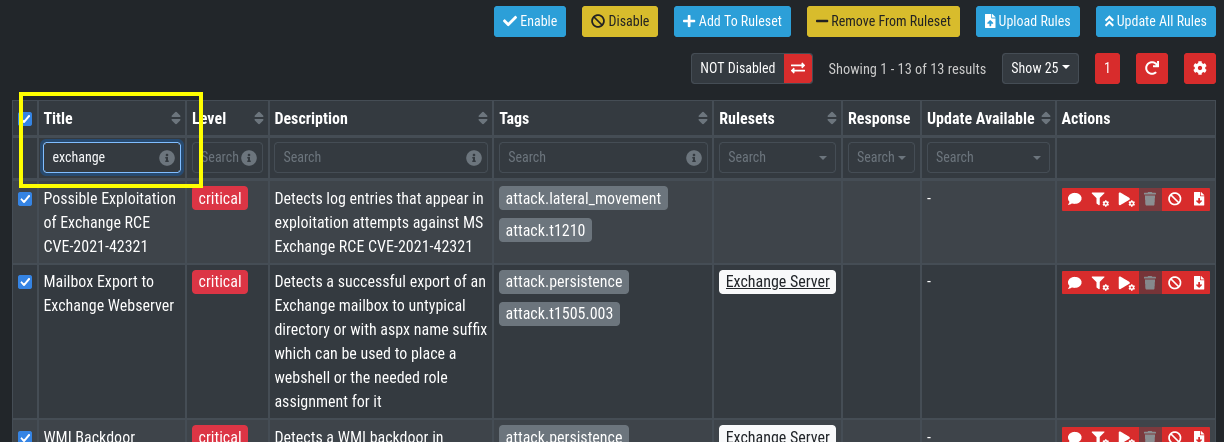 Enable Disable Add To Ruleset Remove From Ruleset Upload Rules Update All Rules
NOT Disabled Showing 1 - 13 of 13 results Show 25 1
Title Level Description Tags Rulesets Response Update Available Actions
exchange Search Search Search Search Search Search
Possible Exploitation critical Detects log entries that appear in attack.lateral_movement -
of Exchange RCE exploitation attempts against MS attack.t1210
CVE-2021-42321 Exchange RCE CVE-2021-42321
Mailbox Export to critical Detects a successful export of an attack.persistence Exchange Server -
Exchange Webserver Exchange mailbox to untypical attack.t1505.003
directory or with aspx name suffix
which can be used to place a
webshell or the needed role
assignment for it
WMI Backdoor critical Detects a WMI backdoor in attack.persistence Exchange Server -